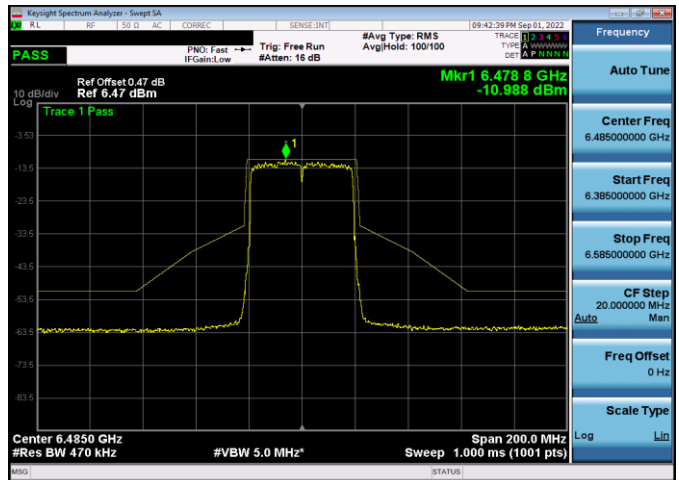 Keysight Spectrum Analyzer - Swept SA
RL RF 50 Ω AC CORREC SENSE:INT 09:42:39 PM Sep 01, 2022
#Avg Type: RMS TRACE 1 2 3 4 5 6
PASS PNO: Fast Trig: Free Run Avg|Hold: 100/100 TYPE A WWWWW
IFGain:Low #Atten: 16 dB DET A P N N N N
Mkr1 6.478 8 GHz
Ref Offset 0.47 dB
10 dB/div Ref 6.47 dBm -10.988 dBm
Log
Trace 1 Pass
1
-3.53
-13.5
-23.5
-33.5
-43.5
-53.5
-63.5
-73.5
-83.5
Center 6.4850 GHz Span 200.0 MHz
#Res BW 470 kHz #VBW 5.0 MHz* Sweep 1.000 ms (1001 pts)
MSG STATUS
Frequency
Auto Tune
Center Freq
6.485000000 GHz
Start Freq
6.385000000 GHz
Stop Freq
6.585000000 GHz
CF Step
20.000000 MHz
Auto Man
Freq Offset
0 Hz
Scale Type
Log Lin